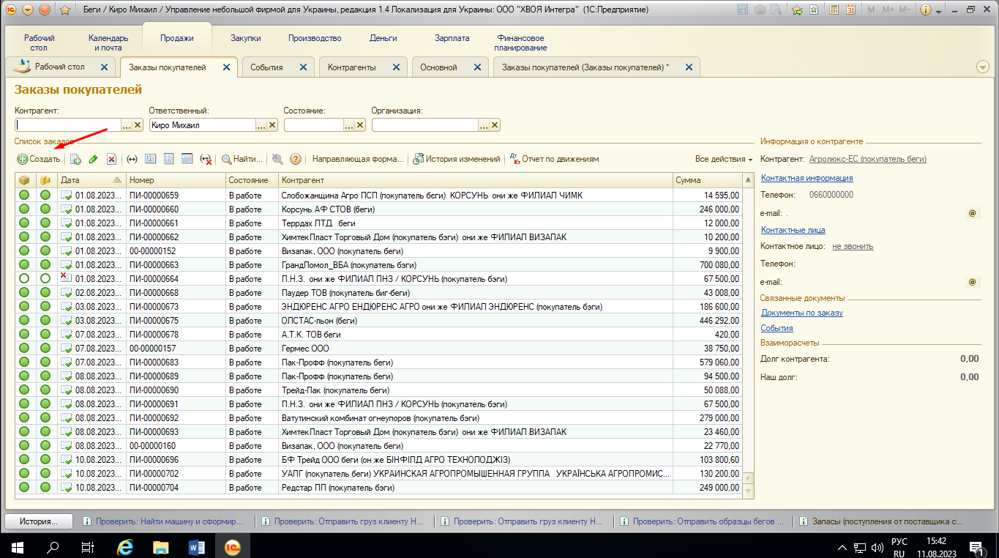 Беги / Киро Михаил / Управление небольшой фирмой для Украины, редакция 1.4 Локализация для Украины: ООО "ХВОЯ Интегра" (1С:Предприятие)
M M+ M-
Рабочий стол
Календарь и почта
Продажи
Закупки
Производство
Деньги
Зарплата
Финансовое планирование
Рабочий стол
Заказы покупателей
События
Контрагенты
Основной
Заказы покупателей (Заказы покупателей) *
Заказы покупателей
Контрагент: Ответственный: Состояние: Организация:
Киро Михаил
Список заказов
Создать Найти... Направляющая форма... История изменений Дт Кт Отчет по движениям Все действия
Дата Номер Состояние Контрагент Сумма
01.08.2023... ПИ-00000659 В работе Слобожанщина Агро ПСП (покупатель беги) КОРСУНЬ они же ФИЛИАЛ ЧИМК 14 595,00
01.08.2023... ПИ-00000660 В работе Корсунь АФ СТОВ (беги) 246 000,00
01.08.2023... ПИ-00000661 В работе Террдах ЛТД беги 12 000,00
01.08.2023... ПИ-00000662 В работе ХимтекПласт Торговый Дом (покупатель бэги) они же ФИЛИАЛ ВИЗАПАК 10 200,00
01.08.2023... 00-00000152 В работе Визапак, ООО (покупатель беги) 9 900,00
01.08.2023... ПИ-00000663 В работе ГрандПомол_ВБА (покупатель бэги) 700 080,00
01.08.2023... ПИ-00000664 В работе П.Н.З. они же ФИЛИАЛ ПНЗ / КОРСУНЬ (покупатель бэги) 67 500,00
02.08.2023... ПИ-00000668 В работе Паудер ТОВ (покупатель биг-беги) 43 008,00
03.08.2023... ПИ-00000673 В работе ЭНДЮРЕНС АГРО ЕНДЮРЕНС АГРО они же ФИЛИАЛ ЭНДЮРЕНС (покупатель бэги) 186 600,00
03.08.2023... ПИ-00000675 В работе ОЛСТАС-льон (беги) 446 292,00
07.08.2023... ПИ-00000678 В работе А.Т.К. ТОВ беги 420,00
07.08.2023... 00-00000157 В работе Гермес ООО 38 750,00
07.08.2023... ПИ-00000683 В работе Пак-Профф (покупатель беги) 579 060,00
08.08.2023... ПИ-00000689 В работе Пак-Профф (покупатель беги) 94 500,00
08.08.2023... ПИ-00000690 В работе Трейд-Пак (покупатель беги) 50 088,00
08.08.2023... ПИ-00000691 В работе П.Н.З. они же ФИЛИАЛ ПНЗ / КОРСУНЬ (покупатель бэги) 67 500,00
08.08.2023... ПИ-00000692 В работе Ватутинский комбинат огнеупоров (покупатель бэги) 279 000,00
08.08.2023... ПИ-00000693 В работе ХимтекПласт Торговый Дом (покупатель бэги) они же ФИЛИАЛ ВИЗАПАК 23 460,00
08.08.2023... 00-00000160 В работе Визапак, ООО (покупатель беги) 22 770,00
10.08.2023... ПИ-00000696 В работе БФ Трейд ООО беги (он же БІНФІЛД АГРО ТЕХНОЛОДЖІЗ) 103 800,60
10.08.2023... ПИ-00000702 В работе УАПГ (покупатель беги) УКРАИНСКАЯ АГРОПРОМЫШЕННАЯ ГРУППА УКРАЇНСЬКА АГРОПРОМИС... 130 200,00
10.08.2023... ПИ-00000704 В работе Редстар ПП (покупатель бэги) 249 000,00
Информация о контрагенте
Контрагент: Агролюкс-ЕС (покупатель беги)
Контактная информация
Телефон: 0660000000
e-mail: . @
Контактные лица
Контактное лицо: не звонить
Телефон:
e-mail: @
Связанные документы
Документы по заказу
События
Взаиморасчеты
Долг контрагента: 0,00
Наш долг: 0,00
История... Проверить: Найти машину и сформир... Проверить: Отправить груз клиенту Н... Проверить: Отправить груз клиенту Н... Проверить: Отправить образцы бегов ... Запасы (поступления от поставщика с...
РУС 15:42
RU 11.08.2023 1